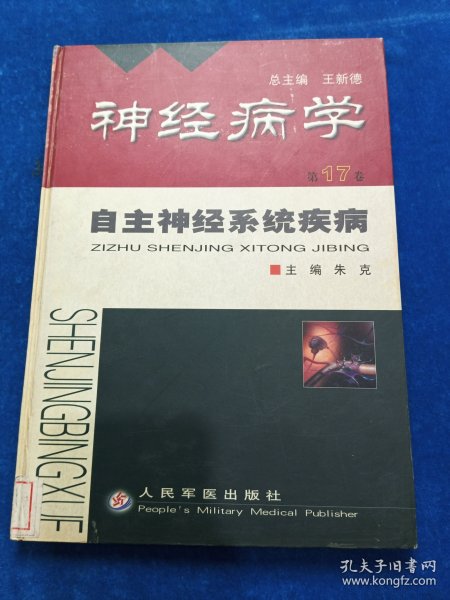 总主编 王新德
神经病学
第17卷
自主神经系统疾病
ZIZHU SHENJING XITONG JIBING
主编 朱克
SHENJINGBINGXUE
人民军医出版社
People's Military Medical Publisher
孔夫子旧书网
www.kongfz.com